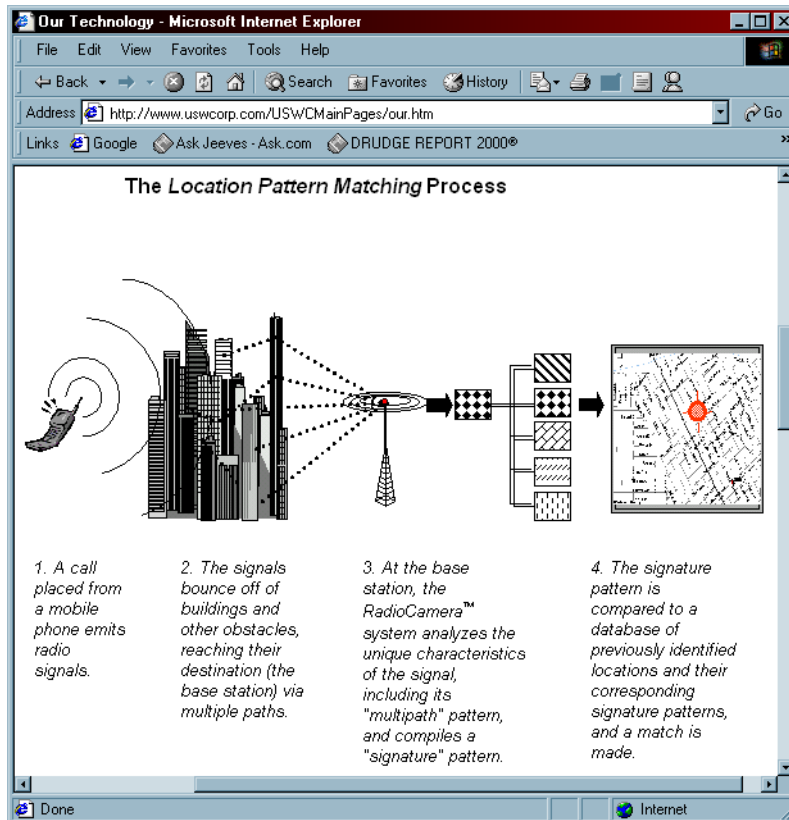 Our Technology - Microsoft Internet Explorer
File Edit View Favorites Tools Help
Back Search Favorites History
Address http://www.uswcorp.com/USWCMainPages/our.htm Go
Links Google Ask Jeeves - Ask.com DRUDGE REPORT 2000® »
The Location Pattern Matching Process
1
1. A call
placed from
a mobile
phone emits
radio
signals.
2. The signals
bounce off of
buildings and
other obstacles,
reaching their
destination (the
base station) via
multiple paths.
3. At the base
station, the
RadioCamera™
system analyzes the
unique characteristics
of the signal,
including its
"multipath" pattern,
and compiles a
"signature" pattern.
4. The signature
pattern is
compared to a
database of
previously identified
locations and their
corresponding
signature patterns,
and a match is
made.
Done Internet